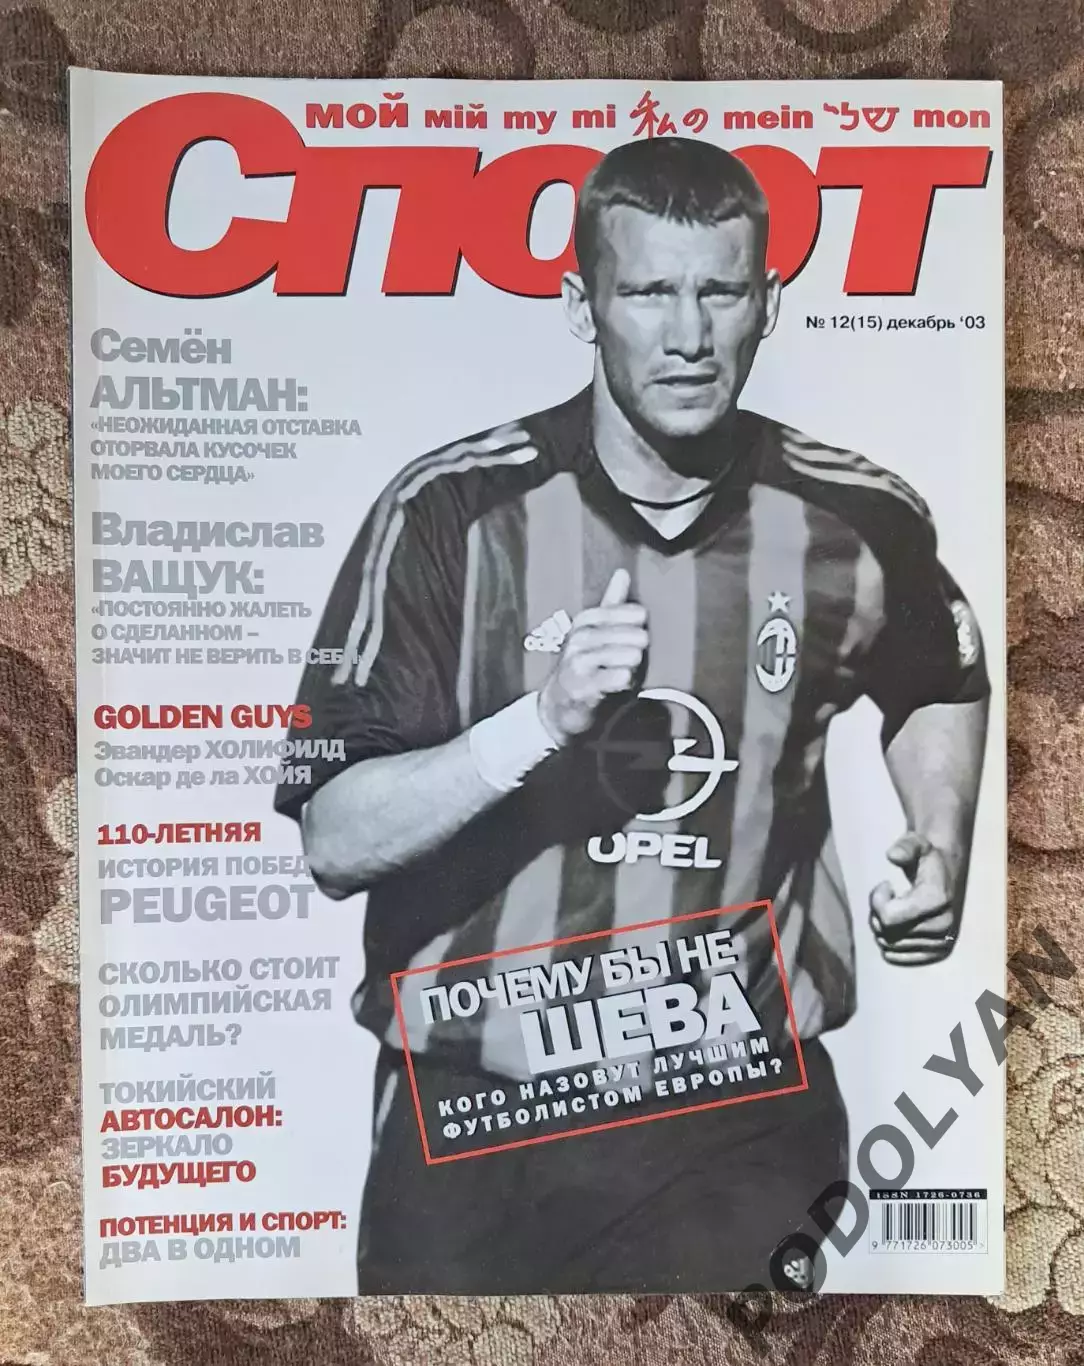 мой мій my mi 私の mein שלי mon
Спорт
№ 12(15) декабрь '03
Семён
АЛЬТМАН:
«НЕОЖИДАННАЯ ОТСТАВКА
ОТОРВАЛА КУСОЧЕК
МОЕГО СЕРДЦА»
Владислав
ВАЩУК:
«ПОСТОЯННО ЖАЛЕТЬ
О СДЕЛАННОМ –
ЗНАЧИТ НЕ ВЕРИТЬ В СЕБЯ»
GOLDEN GUYS
Эвандер ХОЛИФИЛД
Оскар де ла ХОЙЯ
110-ЛЕТНЯЯ
ИСТОРИЯ ПОБЕД
PEUGEOT
СКОЛЬКО СТОИТ
ОЛИМПИЙСКАЯ
МЕДАЛЬ?
ТОКИЙСКИЙ
АВТОСАЛОН:
ЗЕРКАЛО
БУДУЩЕГО
ПОТЕНЦИЯ И СПОРТ:
ДВА В ОДНОМ
adidas
OPEL
ПОЧЕМУ БЫ НЕ
ШЕВА
КОГО НАЗОВУТ ЛУЧШИМ
ФУТБОЛИСТОМ ЕВРОПЫ?
ISSN 1726-0736
9 771726 073005 >
PODOLYAN